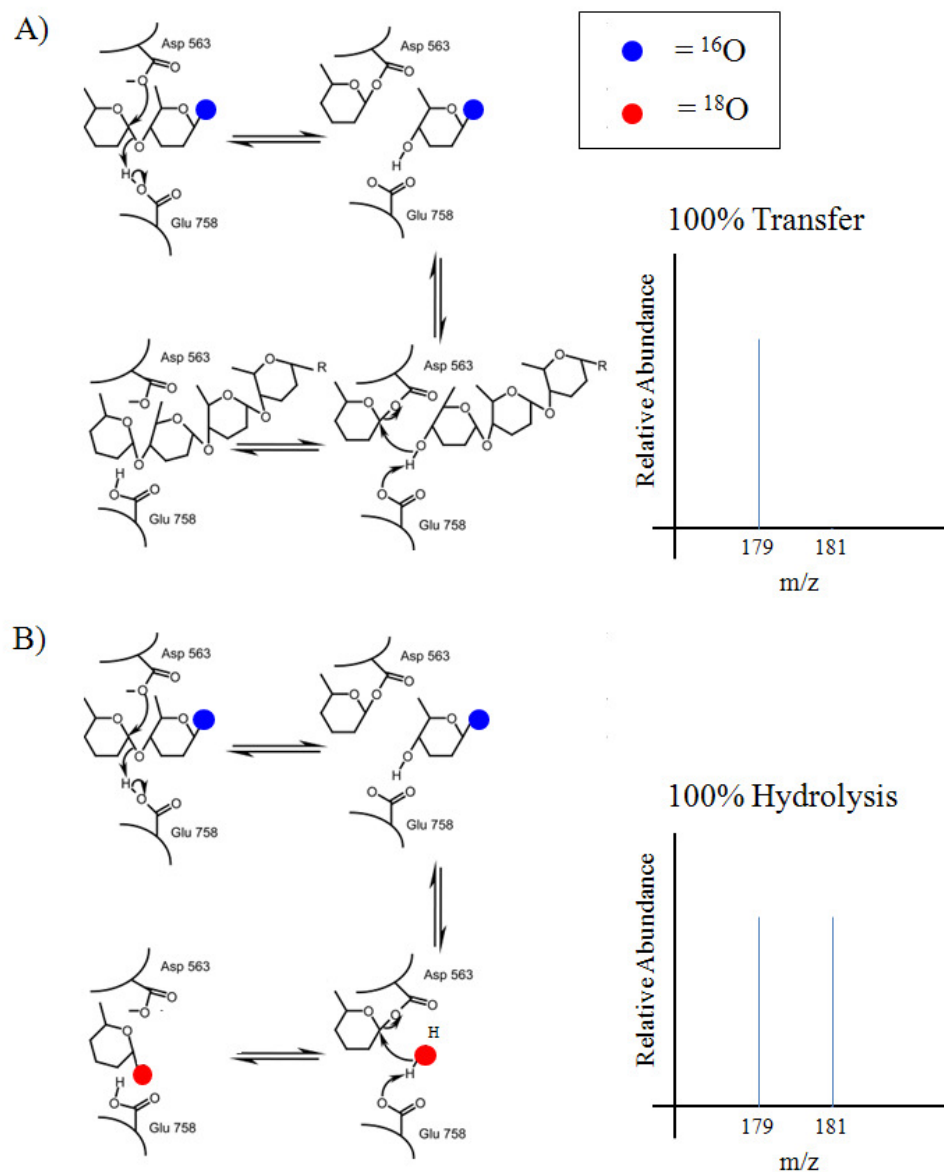 A)
= ¹⁶O
= ¹⁸O
Asp 563
O
O
O
O
O
H
O
O
Glu 758
Asp 563
O
O
O
O
O
H
O
O
Glu 758
100% Transfer
Relative Abundance
179
181
m/z
Asp 563
O
O
O
O
O
O
O
O
O
R
H
O
O
Glu 758
Asp 563
O
O
O
O
O
O
O
O
O
R
H
O
O
Glu 758
B)
Asp 563
O
O
O
O
O
H
O
O
Glu 758
Asp 563
O
O
O
O
O
H
O
O
Glu 758
100% Hydrolysis
Relative Abundance
179
181
m/z
Asp 563
O
O
O
H
O
O
Glu 758
Asp 563
O
O
O
H
H
O
O
Glu 758